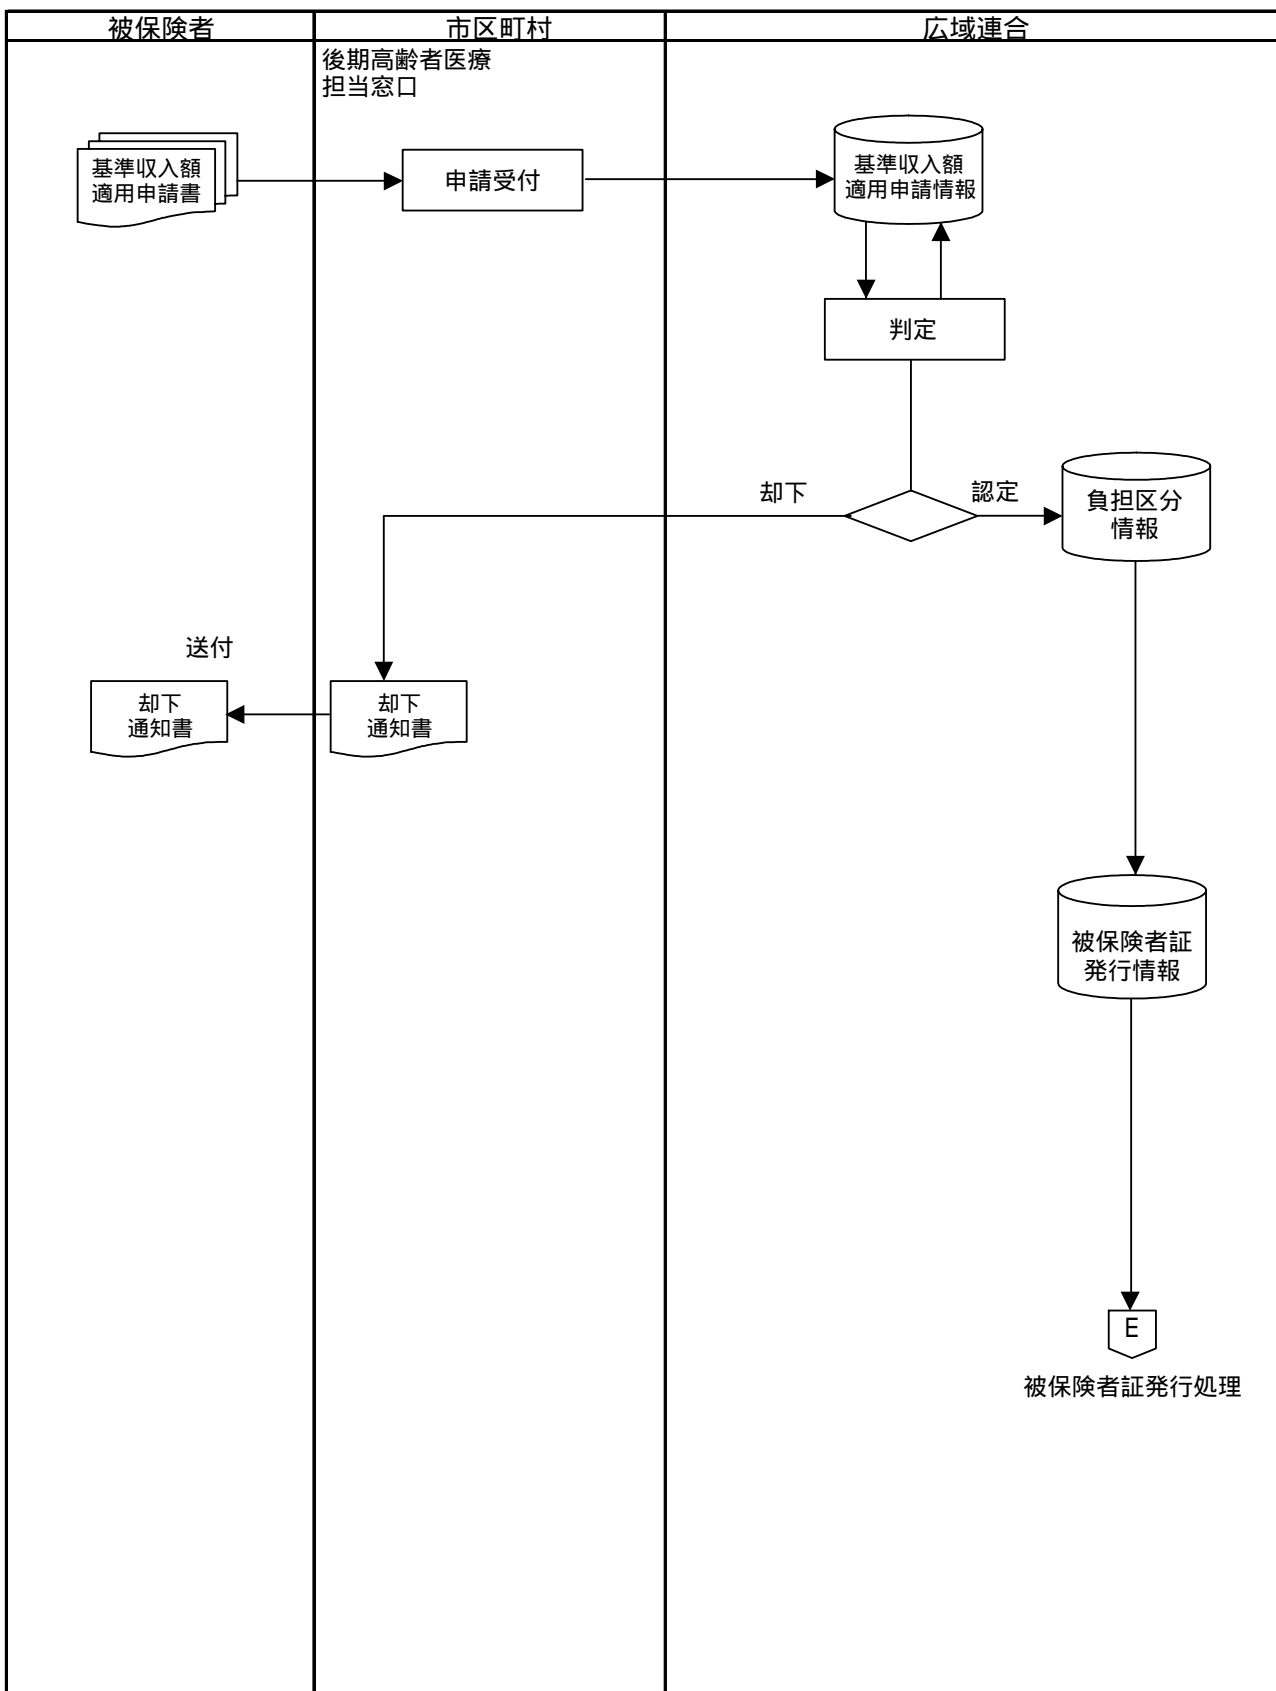 被保険者
市区町村
広域連合
後期高齢者医療
担当窓口
基準収入額
適用申請書
申請受付
基準収入額
適用申請情報
判定
却下
認定
負担区分
情報
送付
却下
通知書
却下
通知書
被保険者証
発行情報
E
被保険者証発行処理